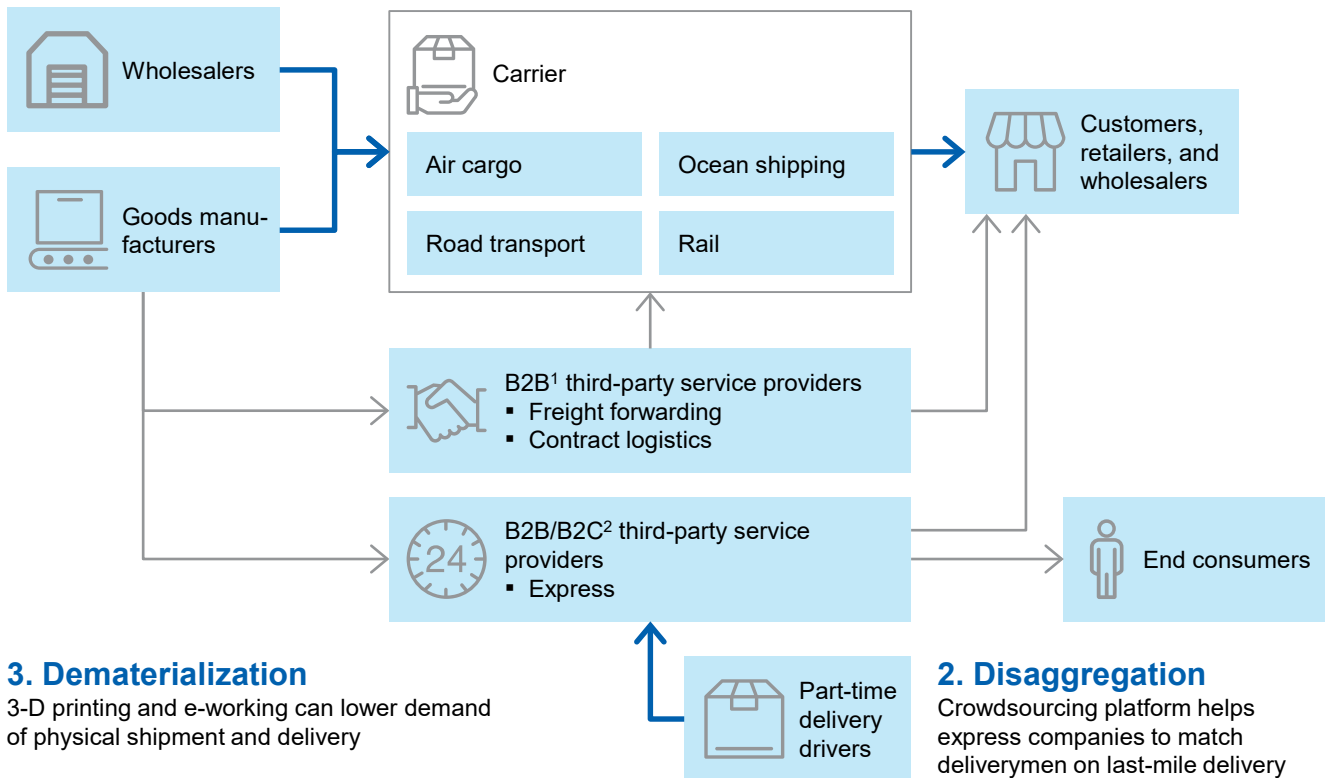 Wholesalers
Goods manu-
facturers
Carrier
Air cargo
Ocean shipping
Road transport
Rail
Customers,
retailers, and
wholesalers
B2B¹ third-party service providers
▪ Freight forwarding
▪ Contract logistics
B2B/B2C² third-party service
providers
▪ Express
24
End consumers
Part-time
delivery
drivers
3. Dematerialization
3-D printing and e-working can lower demand
of physical shipment and delivery
2. Disaggregation
Crowdsourcing platform helps
express companies to match
deliverymen on last-mile delivery